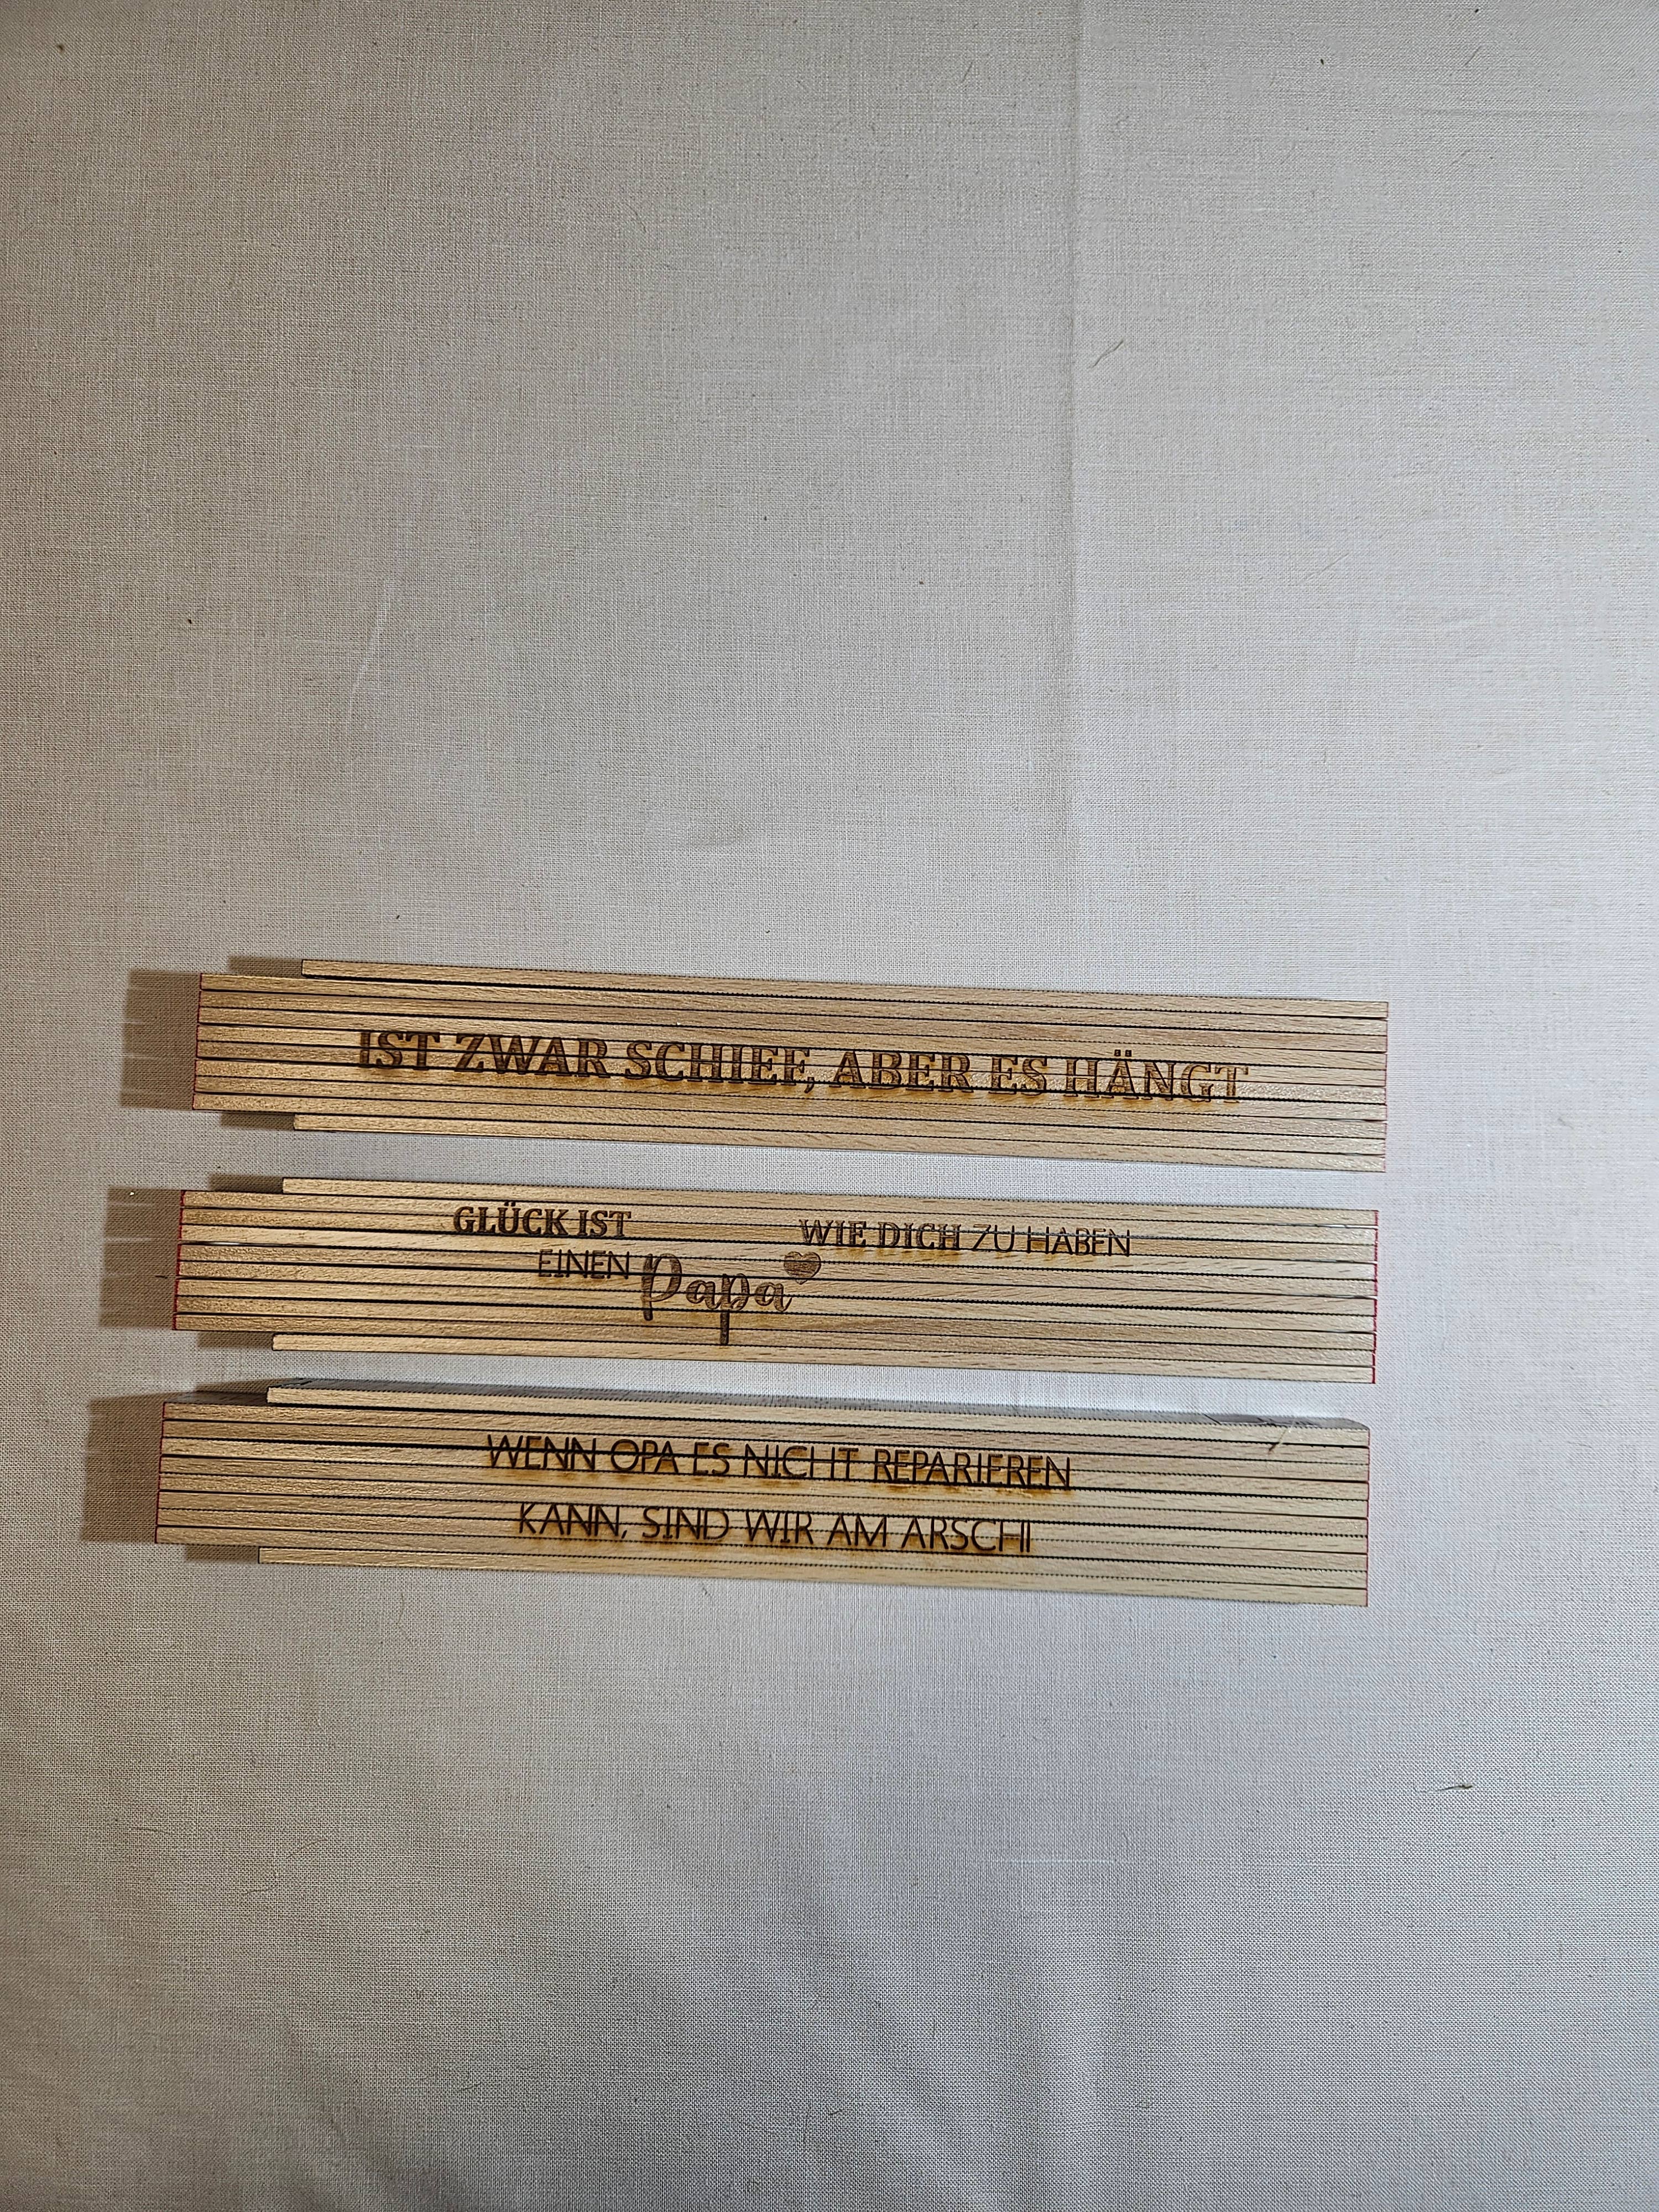 IST ZWAR SCHIEF, ABER ES HÄNGT
GLÜCK IST
EINEN Papa
WIE DICH ZU HABEN
WENN OPA ES NICHT REPARIEREN
KANN, SIND WIR AM ARSCH!